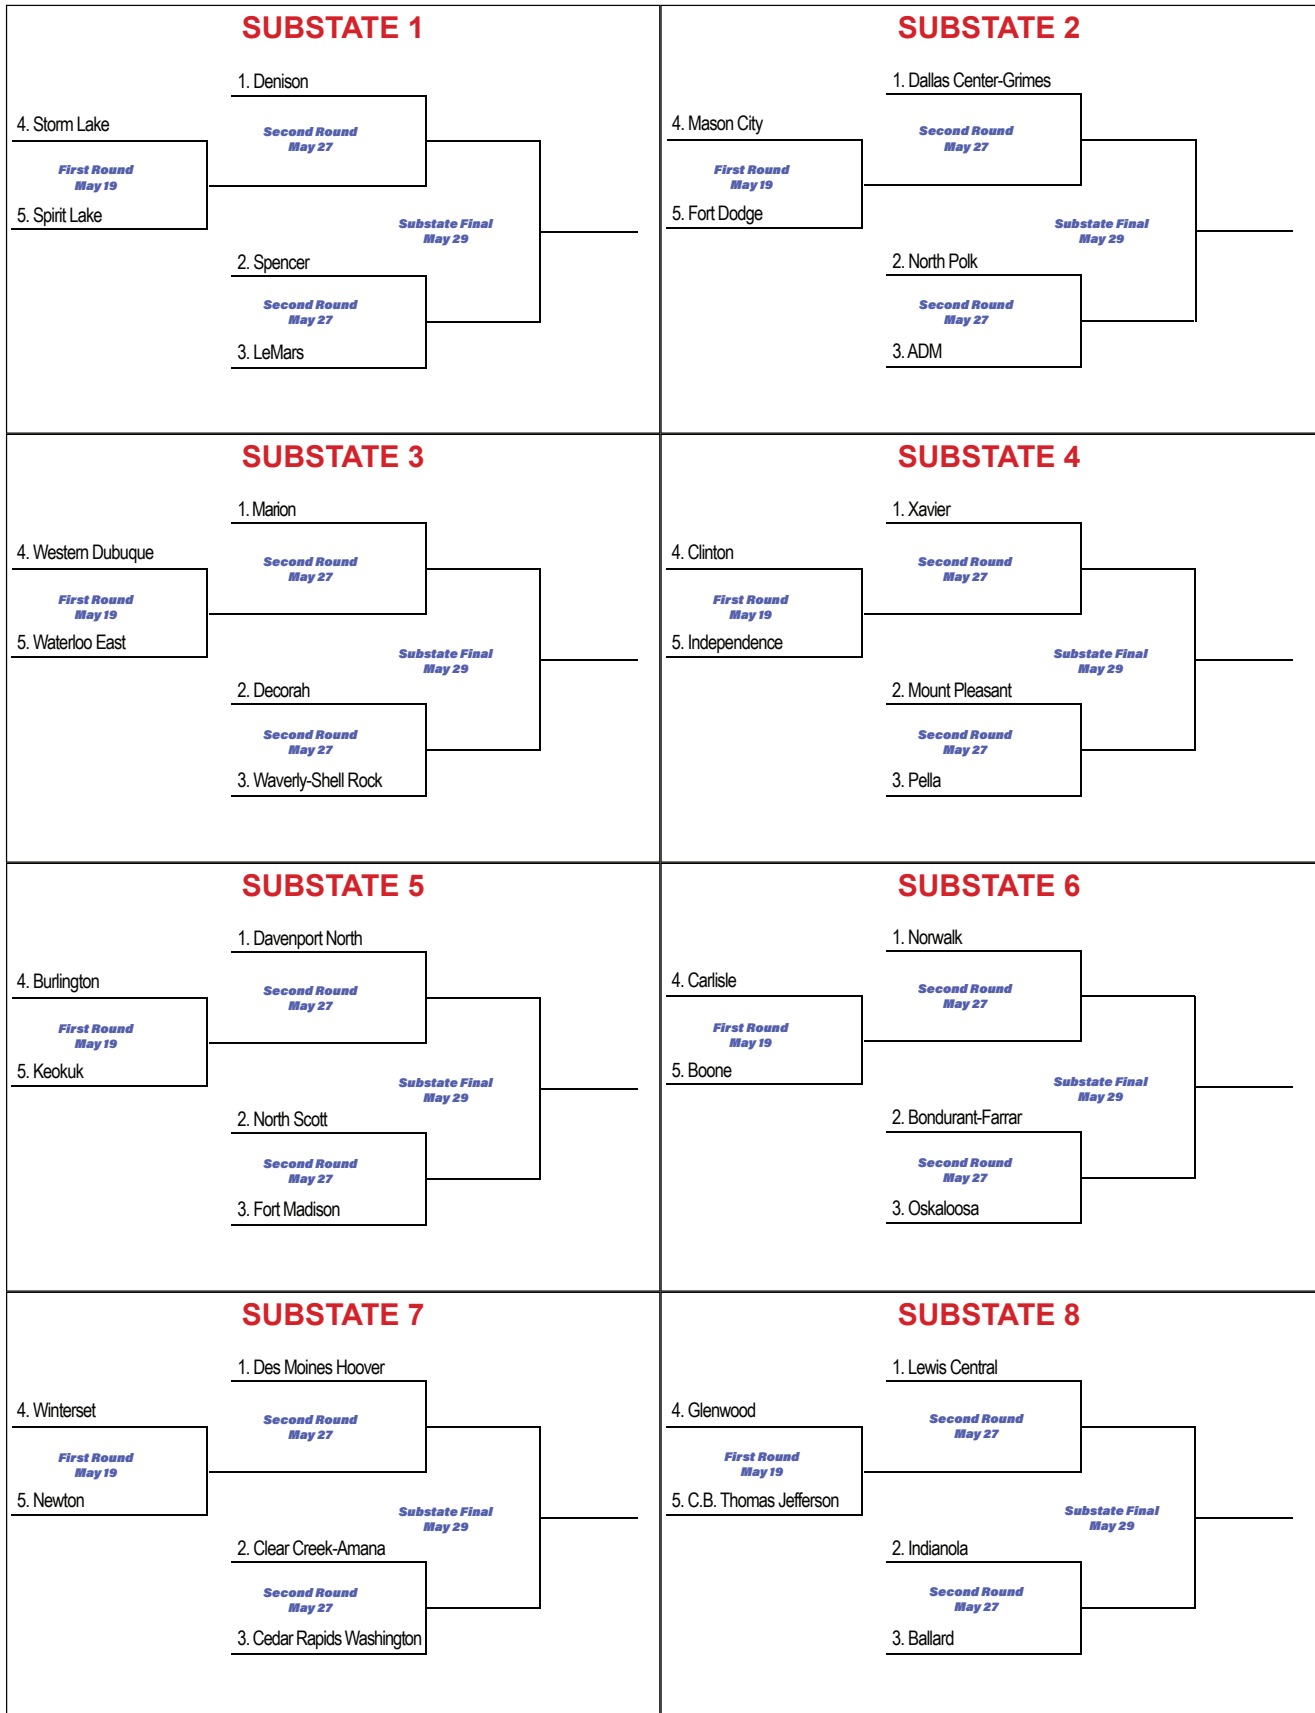 SUBSTATE 1
1. Denison
4. Storm Lake
Second Round
May 27
First Round
May 19
5. Spirit Lake
Substate Final
May 29
2. Spencer
Second Round
May 27
3. LeMars
SUBSTATE 2
1. Dallas Center-Grimes
4. Mason City
Second Round
May 27
First Round
May 19
5. Fort Dodge
Substate Final
May 29
2. North Polk
Second Round
May 27
3. ADM
SUBSTATE 3
1. Marion
4. Western Dubuque
Second Round
May 27
First Round
May 19
5. Waterloo East
Substate Final
May 29
2. Decorah
Second Round
May 27
3. Waverly-Shell Rock
SUBSTATE 4
1. Xavier
4. Clinton
Second Round
May 27
First Round
May 19
5. Independence
Substate Final
May 29
2. Mount Pleasant
Second Round
May 27
3. Pella
SUBSTATE 5
1. Davenport North
4. Burlington
Second Round
May 27
First Round
May 19
5. Keokuk
Substate Final
May 29
2. North Scott
Second Round
May 27
3. Fort Madison
SUBSTATE 6
1. Norwalk
4. Carlisle
Second Round
May 27
First Round
May 19
5. Boone
Substate Final
May 29
2. Bondurant-Farrar
Second Round
May 27
3. Oskaloosa
SUBSTATE 7
1. Des Moines Hoover
4. Winterset
Second Round
May 27
First Round
May 19
5. Newton
Substate Final
May 29
2. Clear Creek-Amana
Second Round
May 27
3. Cedar Rapids Washington
SUBSTATE 8
1. Lewis Central
4. Glenwood
Second Round
May 27
First Round
May 19
5. C.B. Thomas Jefferson
Substate Final
May 29
2. Indianola
Second Round
May 27
3. Ballard